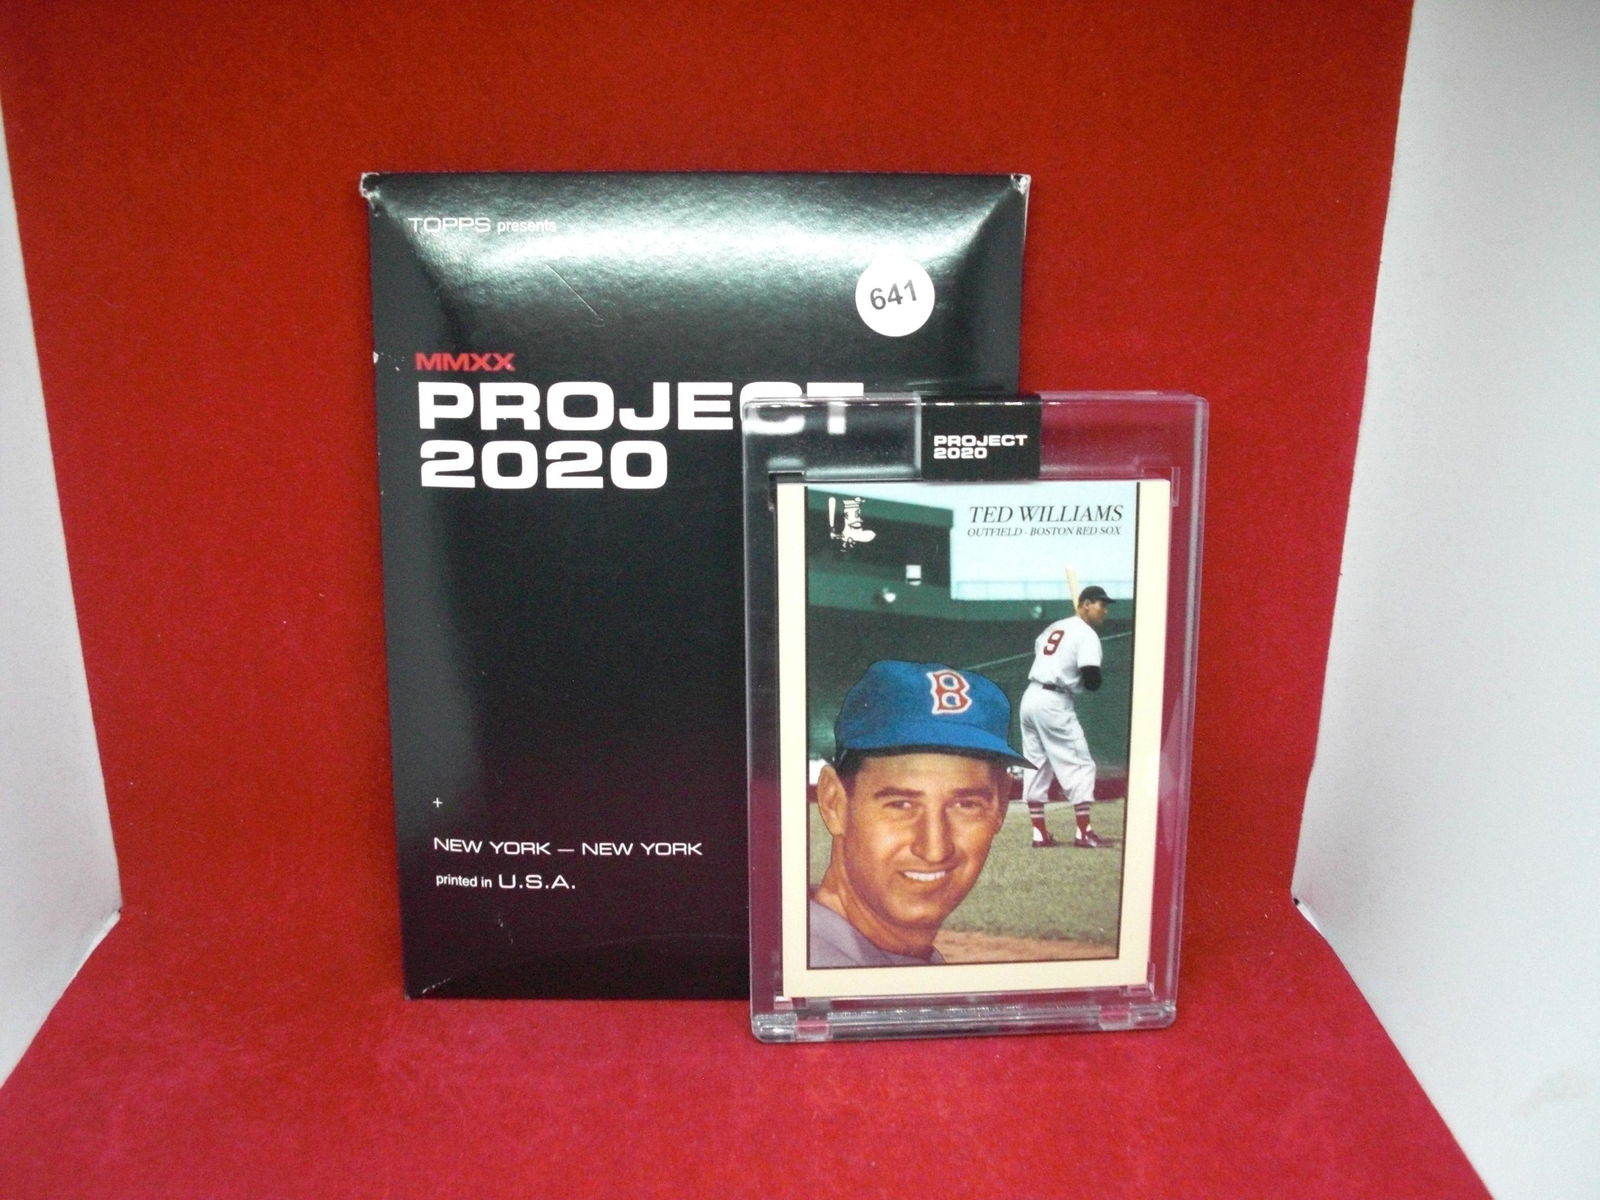 TOPPS presents
641
MMXX
PROJECT
2020
+
NEW YORK — NEW YORK
printed in U.S.A.
PROJECT
2020
TED WILLIAMS
OUTFIELD - BOSTON RED SOX
9
B